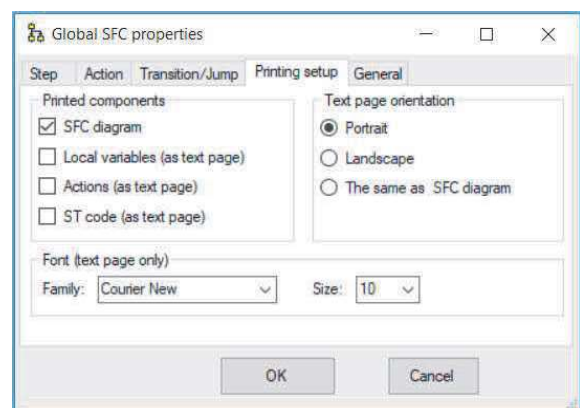 Global SFC properties
Step Action Transition/Jump Printing setup General
Printed components
SFC diagram
Local variables (as text page)
Actions (as text page)
ST code (as text page)
Text page orientation
Portrait
Landscape
The same as SFC diagram
Font (text page only)
Family: Courier New Size: 10
OK Cancel